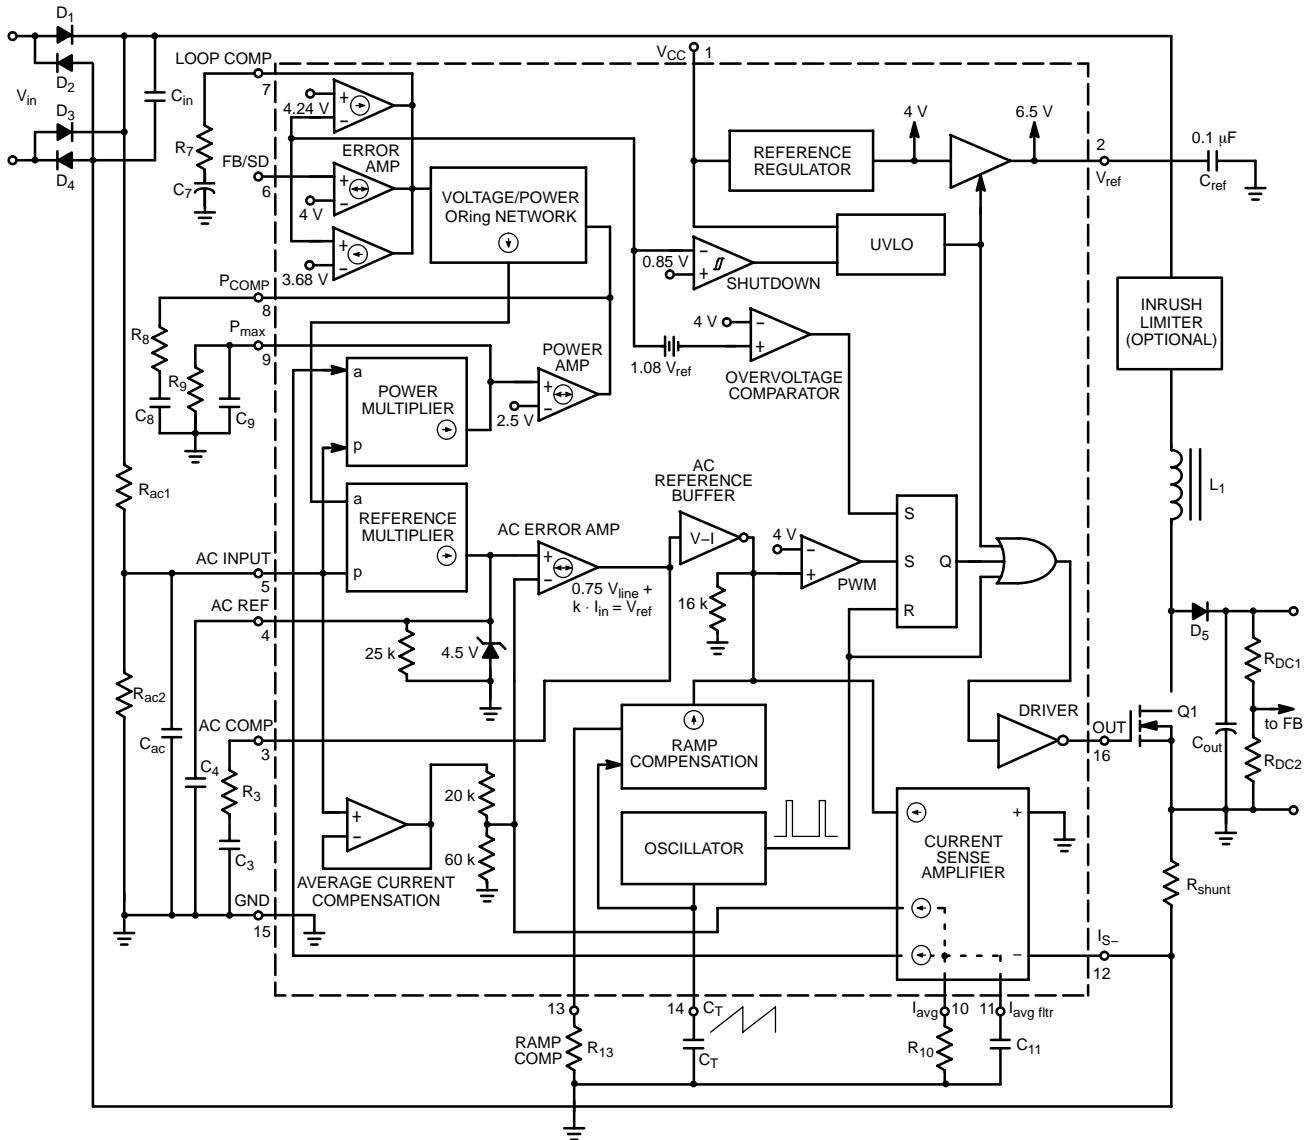 D1
D2
Vin
D3
D4
Cin
LOOP COMP
7
R7
C7
FB/SD
6
4.24 V
+
−
ERROR
AMP
+
−
4 V
+
−
3.68 V
VOLTAGE/POWER
ORing NETWORK
VCC
1
REFERENCE
REGULATOR
4 V
6.5 V
2
Vref
0.1 µF
Cref
UVLO
0.85 V
−
+
SHUTDOWN
PCOMP
8
R8
C8
Pmax
9
R9
C9
a
POWER
MULTIPLIER
p
POWER
AMP
+
−
2.5 V
4 V
−
+
1.08 Vref
OVERVOLTAGE
COMPARATOR
INRUSH
LIMITER
(OPTIONAL)
L1
Rac1
a
REFERENCE
MULTIPLIER
p
AC ERROR AMP
+
−
0.75 Vline +
k · Iin = Vref
AC
REFERENCE
BUFFER
V–I
4 V
−
+
PWM
16 k
S
S
Q
R
AC INPUT
5
AC REF
4
25 k
4.5 V
Rac2
Cac
C4
AC COMP
3
R3
C3
D5
RDC1
to FB
RDC2
Cout
Q1
DRIVER
OUT
16
RAMP
COMPENSATION
20 k
60 k
+
−
AVERAGE CURRENT
COMPENSATION
OSCILLATOR
+
CURRENT
SENSE
AMPLIFIER
−
Rshunt
GND
15
IS−
12
13
RAMP
COMP
R13
14
CT
CT
Iavg
10
R10
11
Iavg fltr
C11